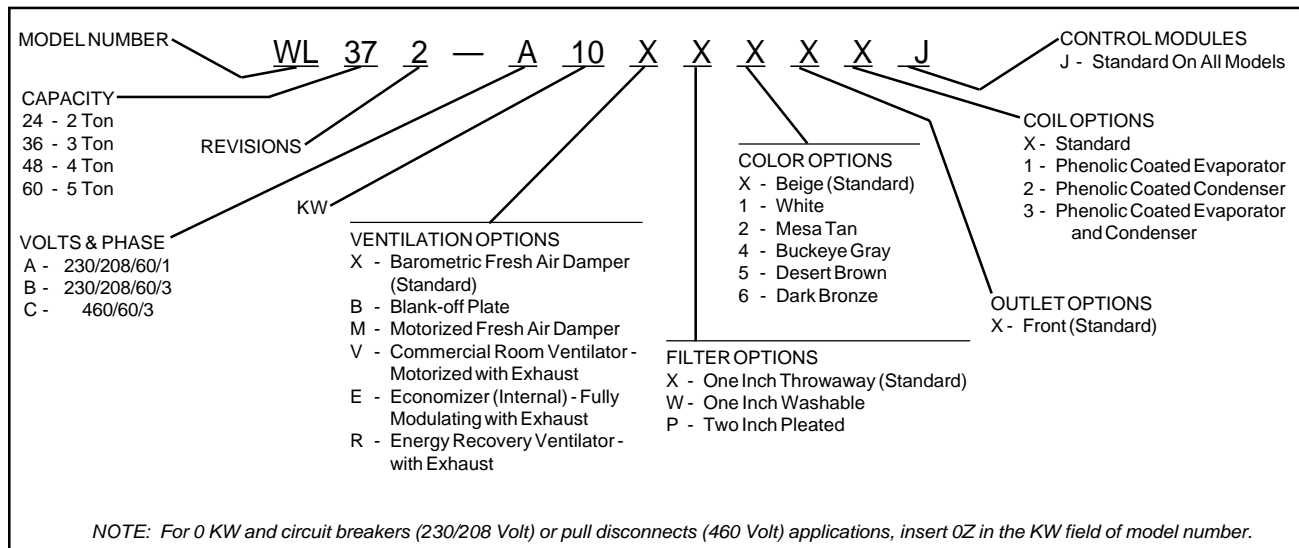 MODEL NUMBER
WL 37 2 — A 10 X X X X X J
CONTROL MODULES
J - Standard On All Models
CAPACITY
24 - 2 Ton
36 - 3 Ton
48 - 4 Ton
60 - 5 Ton
REVISIONS
KW
VOLTS & PHASE
A - 230/208/60/1
B - 230/208/60/3
C - 460/60/3
VENTILATION OPTIONS
X - Barometric Fresh Air Damper
(Standard)
B - Blank-off Plate
M - Motorized Fresh Air Damper
V - Commercial Room Ventilator -
Motorized with Exhaust
E - Economizer (Internal) - Fully
Modulating with Exhaust
R - Energy Recovery Ventilator -
with Exhaust
COLOR OPTIONS
X - Beige (Standard)
1 - White
2 - Mesa Tan
4 - Buckeye Gray
5 - Desert Brown
6 - Dark Bronze
FILTER OPTIONS
X - One Inch Throwaway (Standard)
W - One Inch Washable
P - Two Inch Pleated
COIL OPTIONS
X - Standard
1 - Phenolic Coated Evaporator
2 - Phenolic Coated Condenser
3 - Phenolic Coated Evaporator
and Condenser
OUTLET OPTIONS
X - Front (Standard)
NOTE: For 0 KW and circuit breakers (230/208 Volt) or pull disconnects (460 Volt) applications, insert 0Z in the KW field of model number.